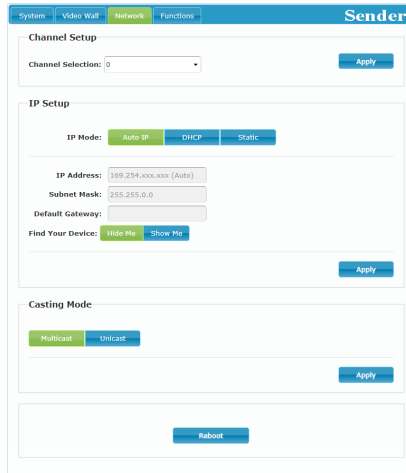 System Video Wall Network Functions Sender
Channel Setup
Channel Selection: 0 Apply
IP Setup
IP Mode: Auto IP DHCP Static
IP Address: 169.254.xxx.xxx (Auto)
Subnet Mask: 255.255.0.0
Default Gateway:
Find Your Device: Hide Me Show Me
Apply
Casting Mode
Multicast Unicast
Apply
Reboot